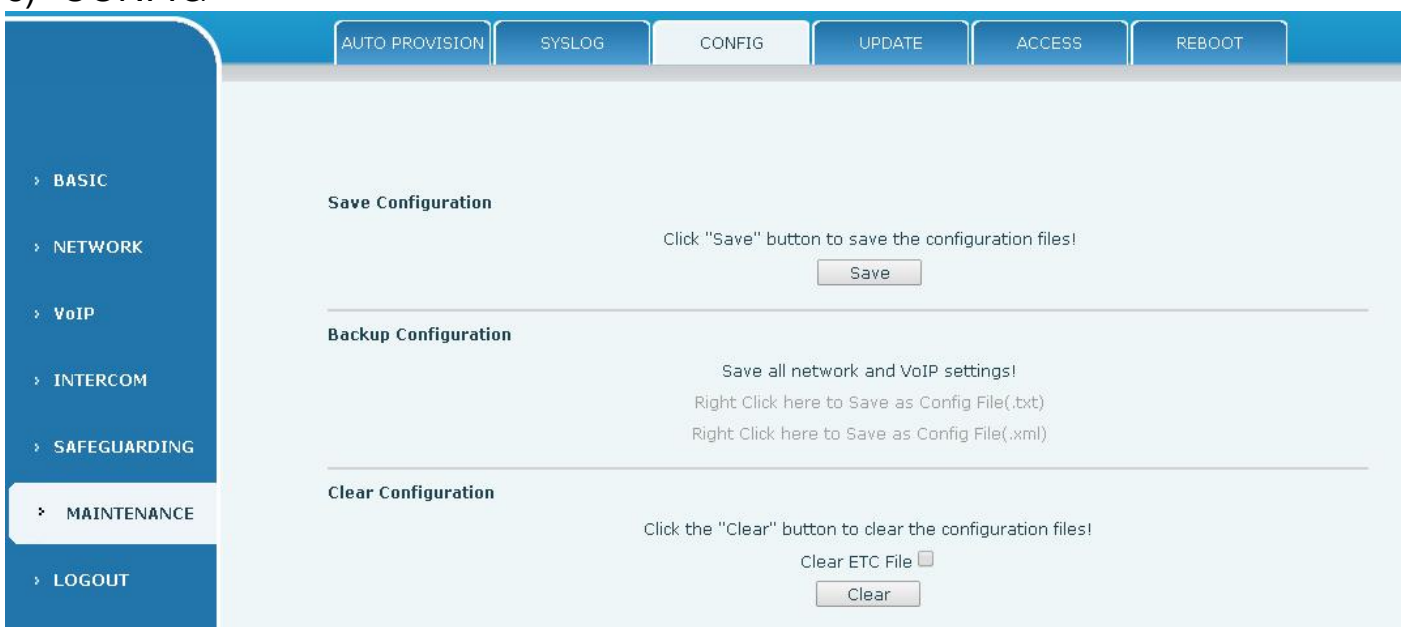 CONFIG
AUTO PROVISION
SYSLOG
CONFIG
UPDATE
ACCESS
REBOOT
› BASIC
› NETWORK
› VoIP
› INTERCOM
› SAFEGUARDING
› MAINTENANCE
› LOGOUT
Save Configuration
Click "Save" button to save the configuration files!
Save
Backup Configuration
Save all network and VoIP settings!
Right Click here to Save as Config File(.txt)
Right Click here to Save as Config File(.xml)
Clear Configuration
Click the "Clear" button to clear the configuration files!
Clear ETC File
Clear